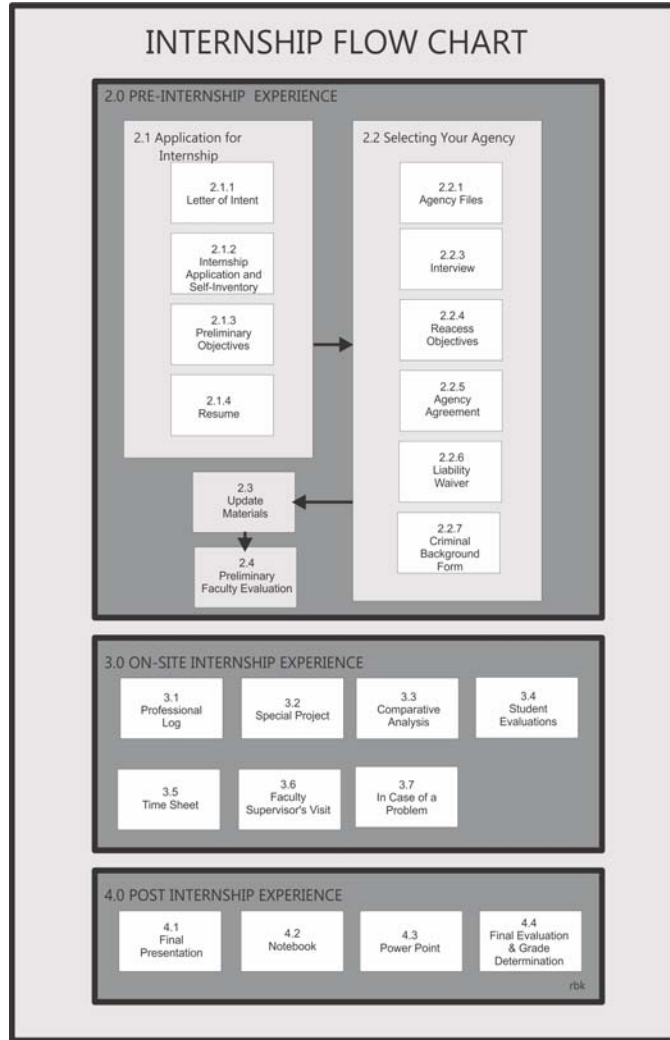 INTERNSHIP FLOW CHART
2.0 PRE-INTERNSHIP EXPERIENCE
2.1 Application for
Internship
2.1.1
Letter of Intent
2.1.2
Internship
Application and
Self-Inventory
2.1.3
Preliminary
Objectives
2.1.4
Resume
2.2 Selecting Your Agency
2.2.1
Agency Files
2.2.3
Interview
2.2.4
Reacess
Objectives
2.2.5
Agency
Agreement
2.2.6
Liability
Waiver
2.2.7
Criminal
Background
Form
2.3
Update
Materials
2.4
Preliminary
Faculty Evaluation
3.0 ON-SITE INTERNSHIP EXPERIENCE
3.1
Professional
Log
3.2
Special Project
3.3
Comparative
Analysis
3.4
Student
Evaluations
3.5
Time Sheet
3.6
Faculty
Supervisor's Visit
3.7
In Case of a
Problem
4.0 POST INTERNSHIP EXPERIENCE
4.1
Final
Presentation
4.2
Notebook
4.3
Power Point
4.4
Final Evaluation
& Grade
Determination
rbk